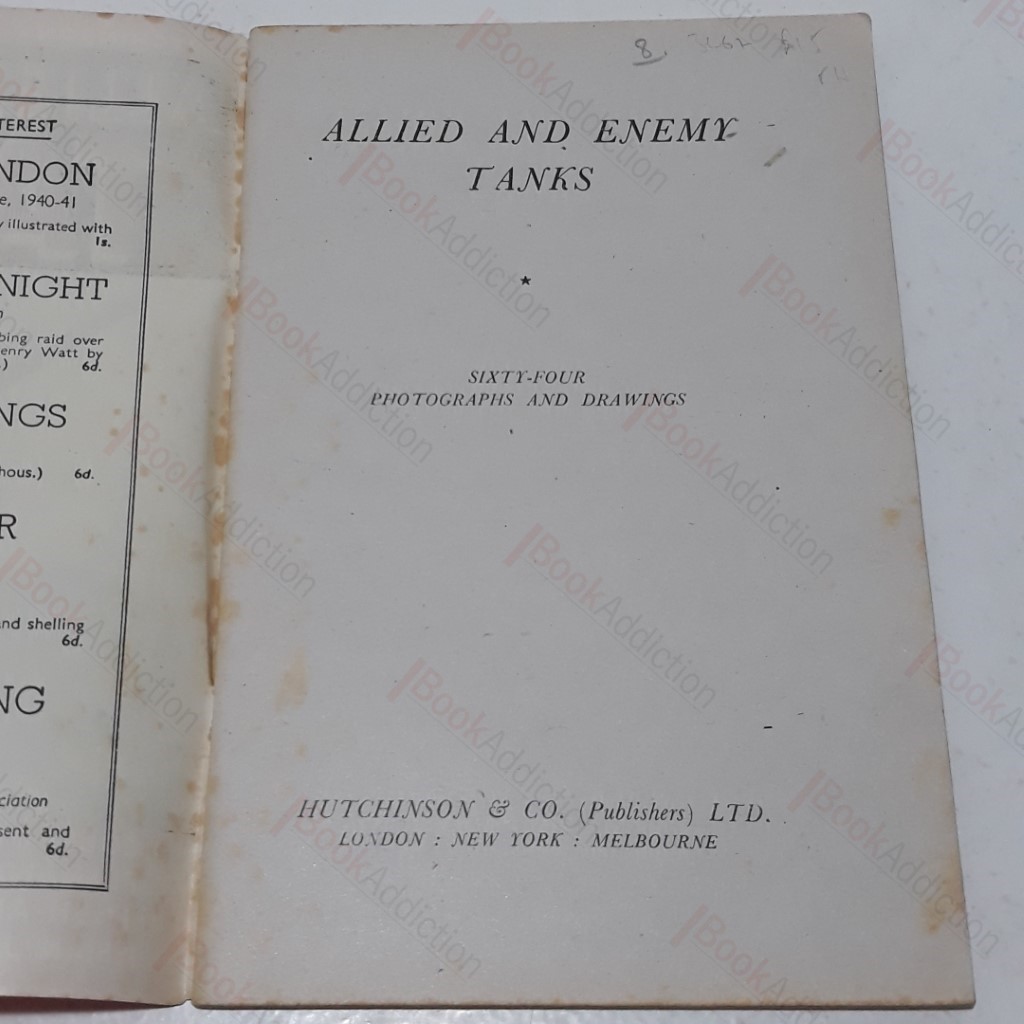 TEREST
NDON
e, 1940-41
y illustrated with
1s.
NIGHT
n
bing raid over
enry Watt by
.) 6d.
NGS
hous.) 6d.
R
nd shelling
6d.
NG
ciation
sent and
6d.
8.
ALLIED AND ENEMY
TANKS
SIXTY-FOUR
PHOTOGRAPHS AND DRAWINGS
HUTCHINSON & CO. (Publishers) LTD.
LONDON : NEW YORK : MELBOURNE
BookAddiction